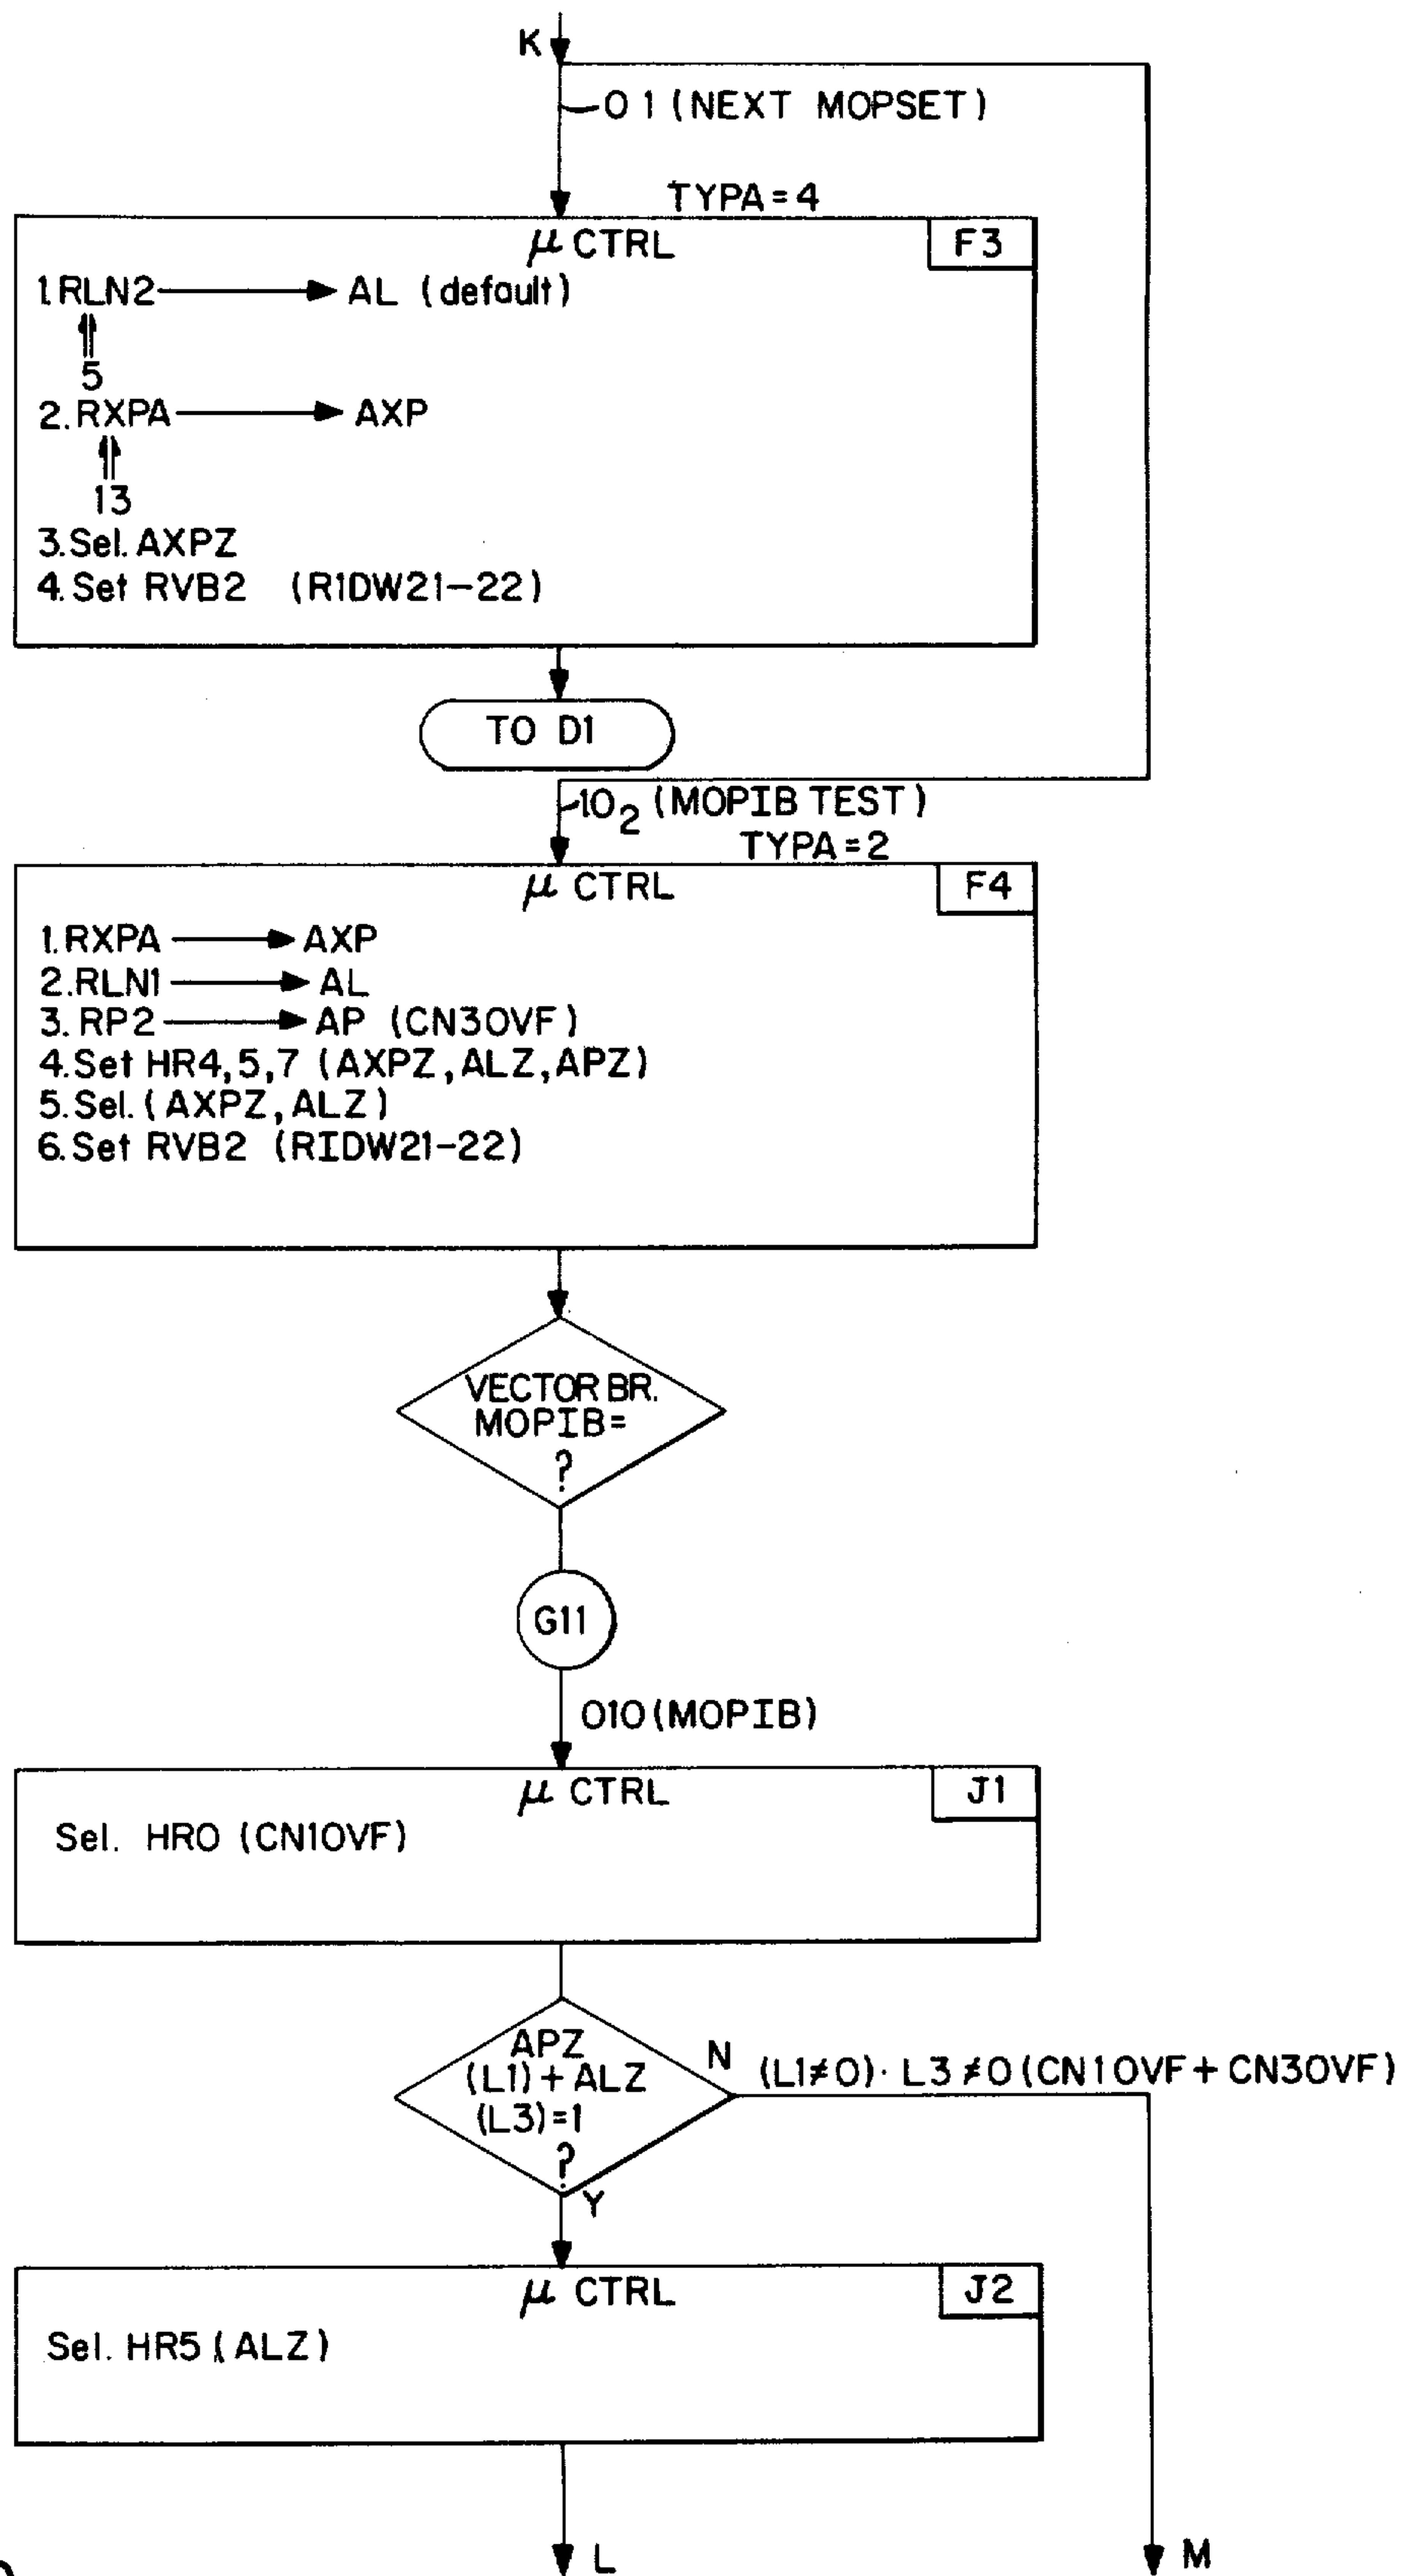 K
01 (NEXT MOPSET)
TYPA=4
μ CTRL
F3
1.RLN2 → AL (default)
⇑
5
2.RXPA → AXP
⇑
13
3.Sel. AXPZ
4.Set RVB2 (R1DW21-22)
TO D1
10₂ (MOPIB TEST)
TYPA=2
μ CTRL
F4
1.RXPA → AXP
2.RLN1 → AL
3. RP2 → AP (CN3OVF)
4.Set HR4,5,7 (AXPZ,ALZ,APZ)
5.Sel.(AXPZ,ALZ)
6.Set RVB2 (RIDW21-22)
VECTOR BR.
MOPIB=
?
G11
010(MOPIB)
μ CTRL
J1
Sel. HR0 (CN1OVF)
APZ
(L1)+ALZ
(L3)=1
?
N
(L1≠0)· L3≠0(CN1OVF+CN3OVF)
Y
μ CTRL
J2
Sel. HR5(ALZ)
L
M